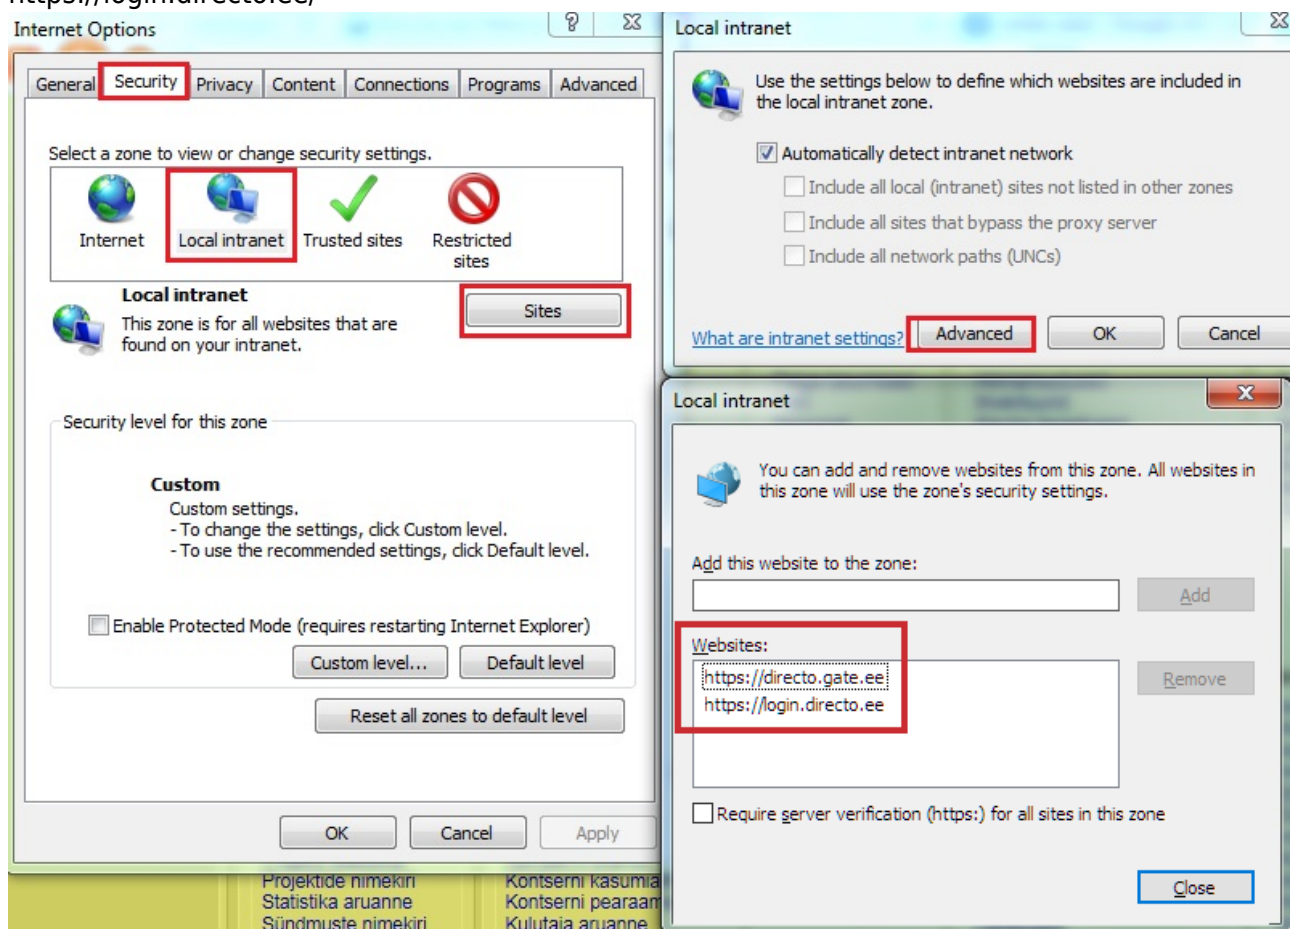 https://login.directo.ee/
Internet Options
General Security Privacy Content Connections Programs Advanced
Select a zone to view or change security settings.
Internet Local intranet Trusted sites Restricted
sites
Local intranet
Sites
This zone is for all websites that are
found on your intranet.
Security level for this zone
Custom
Custom settings.
- To change the settings, click Custom level.
- To use the recommended settings, click Default level.
Enable Protected Mode (requires restarting Internet Explorer)
Custom level... Default level
Reset all zones to default level
OK Cancel Apply
Projektide nimekiri
Statistika aruanne
Sündmuste nimekiri
Kontserni kasumia
Kontserni pearaam
Kulutaja aruanne
Local intranet
Use the settings below to define which websites are included in
the local intranet zone.
Automatically detect intranet network
Include all local (intranet) sites not listed in other zones
Include all sites that bypass the proxy server
Include all network paths (UNCs)
What are intranet settings? Advanced OK Cancel
Local intranet
You can add and remove websites from this zone. All websites in
this zone will use the zone's security settings.
Add this website to the zone:
Add
Websites:
https://directo.gate.ee
Remove
https://login.directo.ee
Require server verification (https:) for all sites in this zone
Close